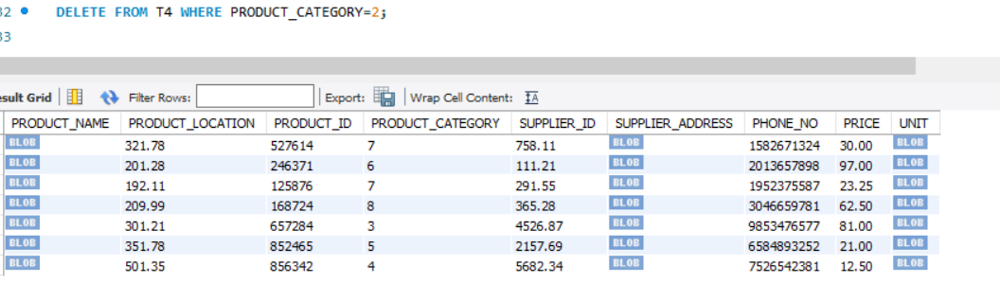 32 DELETE FROM T4 WHERE PRODUCT_CATEGORY=2;
33
esult Grid Filter Rows: Export: Wrap Cell Content: IA
PRODUCT_NAME PRODUCT_LOCATION PRODUCT_ID PRODUCT_CATEGORY SUPPLIER_ID SUPPLIER_ADDRESS PHONE_NO PRICE UNIT
BLOB 321.78 527614 7 758.11 BLOB 1582671324 30.00 BLOB
BLOB 201.28 246371 6 111.21 BLOB 2013657898 97.00 BLOB
BLOB 192.11 125876 7 291.55 BLOB 1952375587 23.25 BLOB
BLOB 209.99 168724 8 365.28 BLOB 3046659781 62.50 BLOB
BLOB 301.21 657284 3 4526.87 BLOB 9853476577 81.00 BLOB
BLOB 351.78 852465 5 2157.69 BLOB 6584893252 21.00 BLOB
BLOB 501.35 856342 4 5682.34 BLOB 7526542381 12.50 BLOB